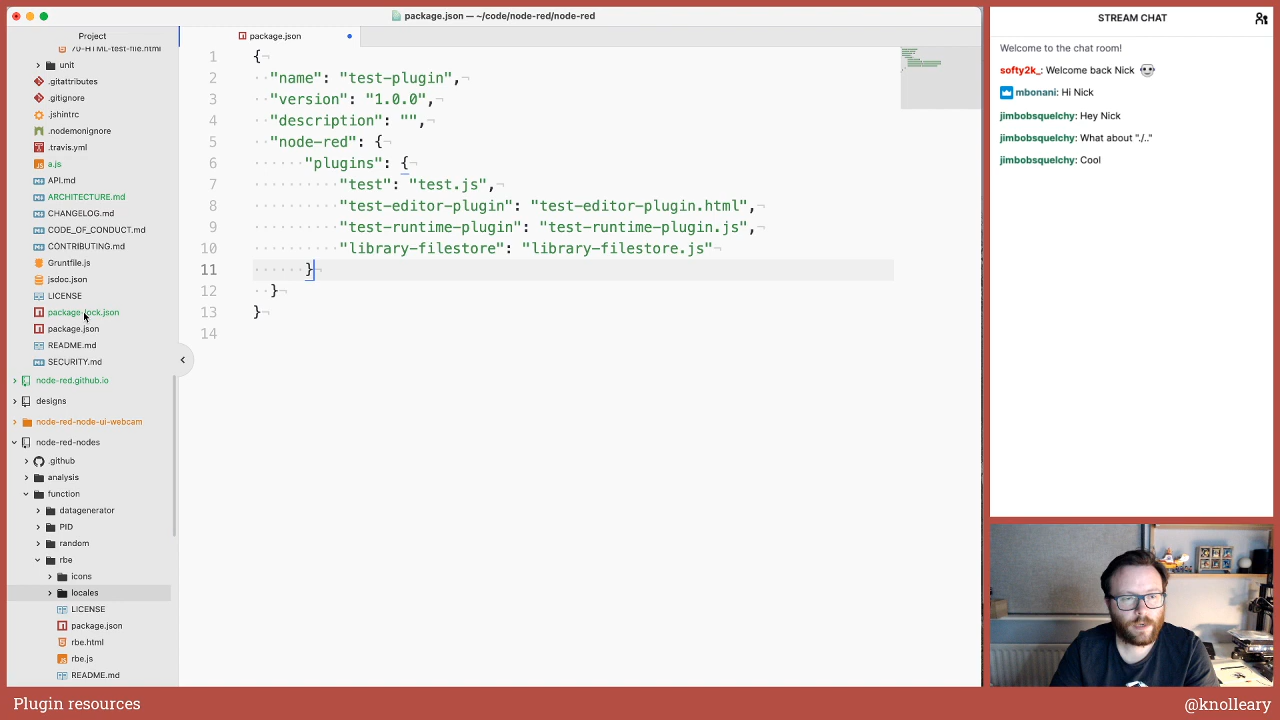 package.json — ~/code/node-red/node-red
Project
70-HTML-test-file.html
unit
.gitattributes
.gitignore
.jshintrc
.nodemonignore
.travis.yml
a.js
API.md
ARCHITECTURE.md
CHANGELOG.md
CODE_OF_CONDUCT.md
CONTRIBUTING.md
Gruntfile.js
jsdoc.json
LICENSE
package-lock.json
package.json
README.md
SECURITY.md
node-red.github.io
designs
node-red-node-ui-webcam
node-red-nodes
.github
analysis
function
datagenerator
PID
random
rbe
icons
locales
LICENSE
package.json
rbe.html
rbe.js
README.md
package.json
1 {
2 "name": "test-plugin",
3 "version": "1.0.0",
4 "description": "",
5 "node-red": {
6 "plugins": {
7 "test": "test.js",
8 "test-editor-plugin": "test-editor-plugin.html",
9 "test-runtime-plugin": "test-runtime-plugin.js",
10 "library-filestore": "library-filestore.js"
11 }
12 }
13 }
14
STREAM CHAT
Welcome to the chat room!
softy2k_: Welcome back Nick
mbonani: Hi Nick
jimbobsquelchy: Hey Nick
jimbobsquelchy: What about "./.."
jimbobsquelchy: Cool
Plugin resources
@knolleary